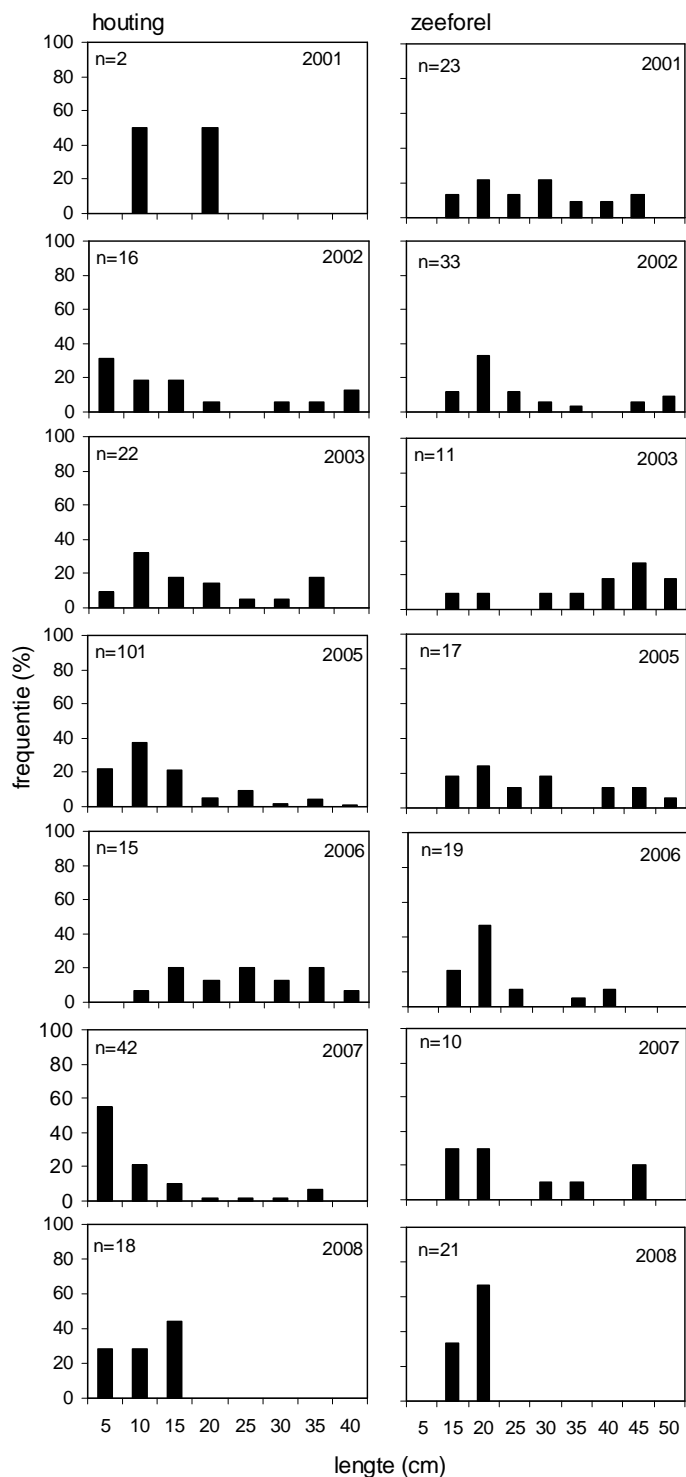 houting zeeforel
100
80
60
40
20
0
n=2 2001
n=23 2001
100
80
60
40
20
0
n=16 2002
n=33 2002
100
80
60
40
20
0
n=22 2003
n=11 2003
frequentie (%)
100
80
60
40
20
0
n=101 2005
n=17 2005
100
80
60
40
20
0
n=15 2006
n=19 2006
100
80
60
40
20
0
n=42 2007
n=10 2007
100
80
60
40
20
0
n=18 2008
n=21 2008
5 10 15 20 25 30 35 40
5 15 20 25 30 35 40 45 50
lengte (cm)